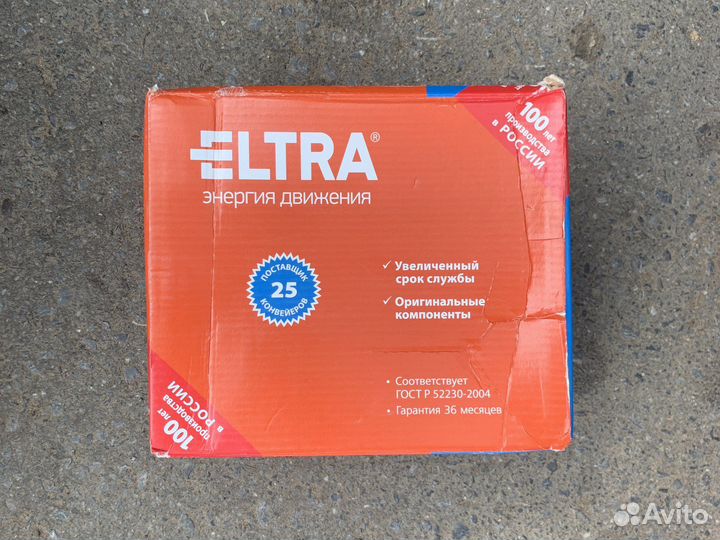 ELTRA®
энергия движения
100 лет
производства
в РОССИИ
ПОСТАВЩИК
25
КОНВЕЙЕРОВ
✓ Увеличенный
срок службы
✓ Оригинальные
компоненты
• Соответствует
ГОСТ Р 52230-2004
• Гарантия 36 месяцев
100 лет
производства
в РОССИИ
Avito